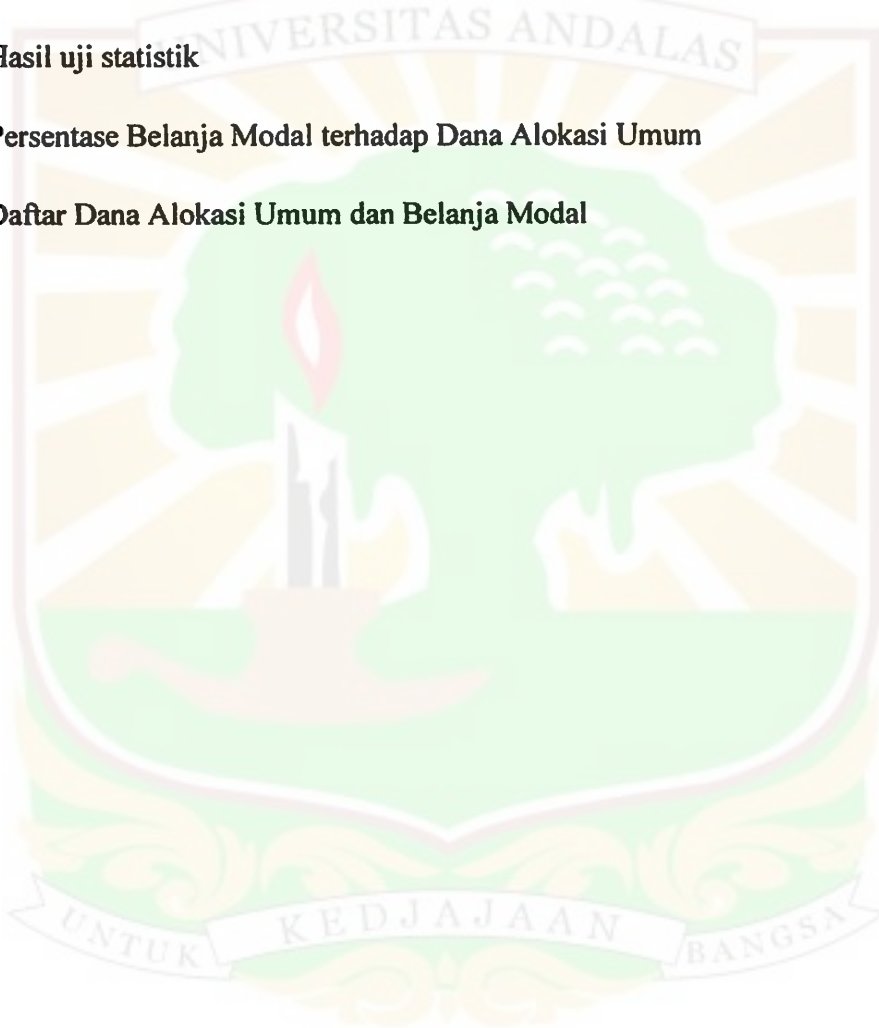 UNIVERSITAS ANDALAS
Hasil uji statistik
Persentase Belanja Modal terhadap Dana Alokasi Umum
Daftar Dana Alokasi Umum dan Belanja Modal
UNTUK KEDJAJAAN BANGSA